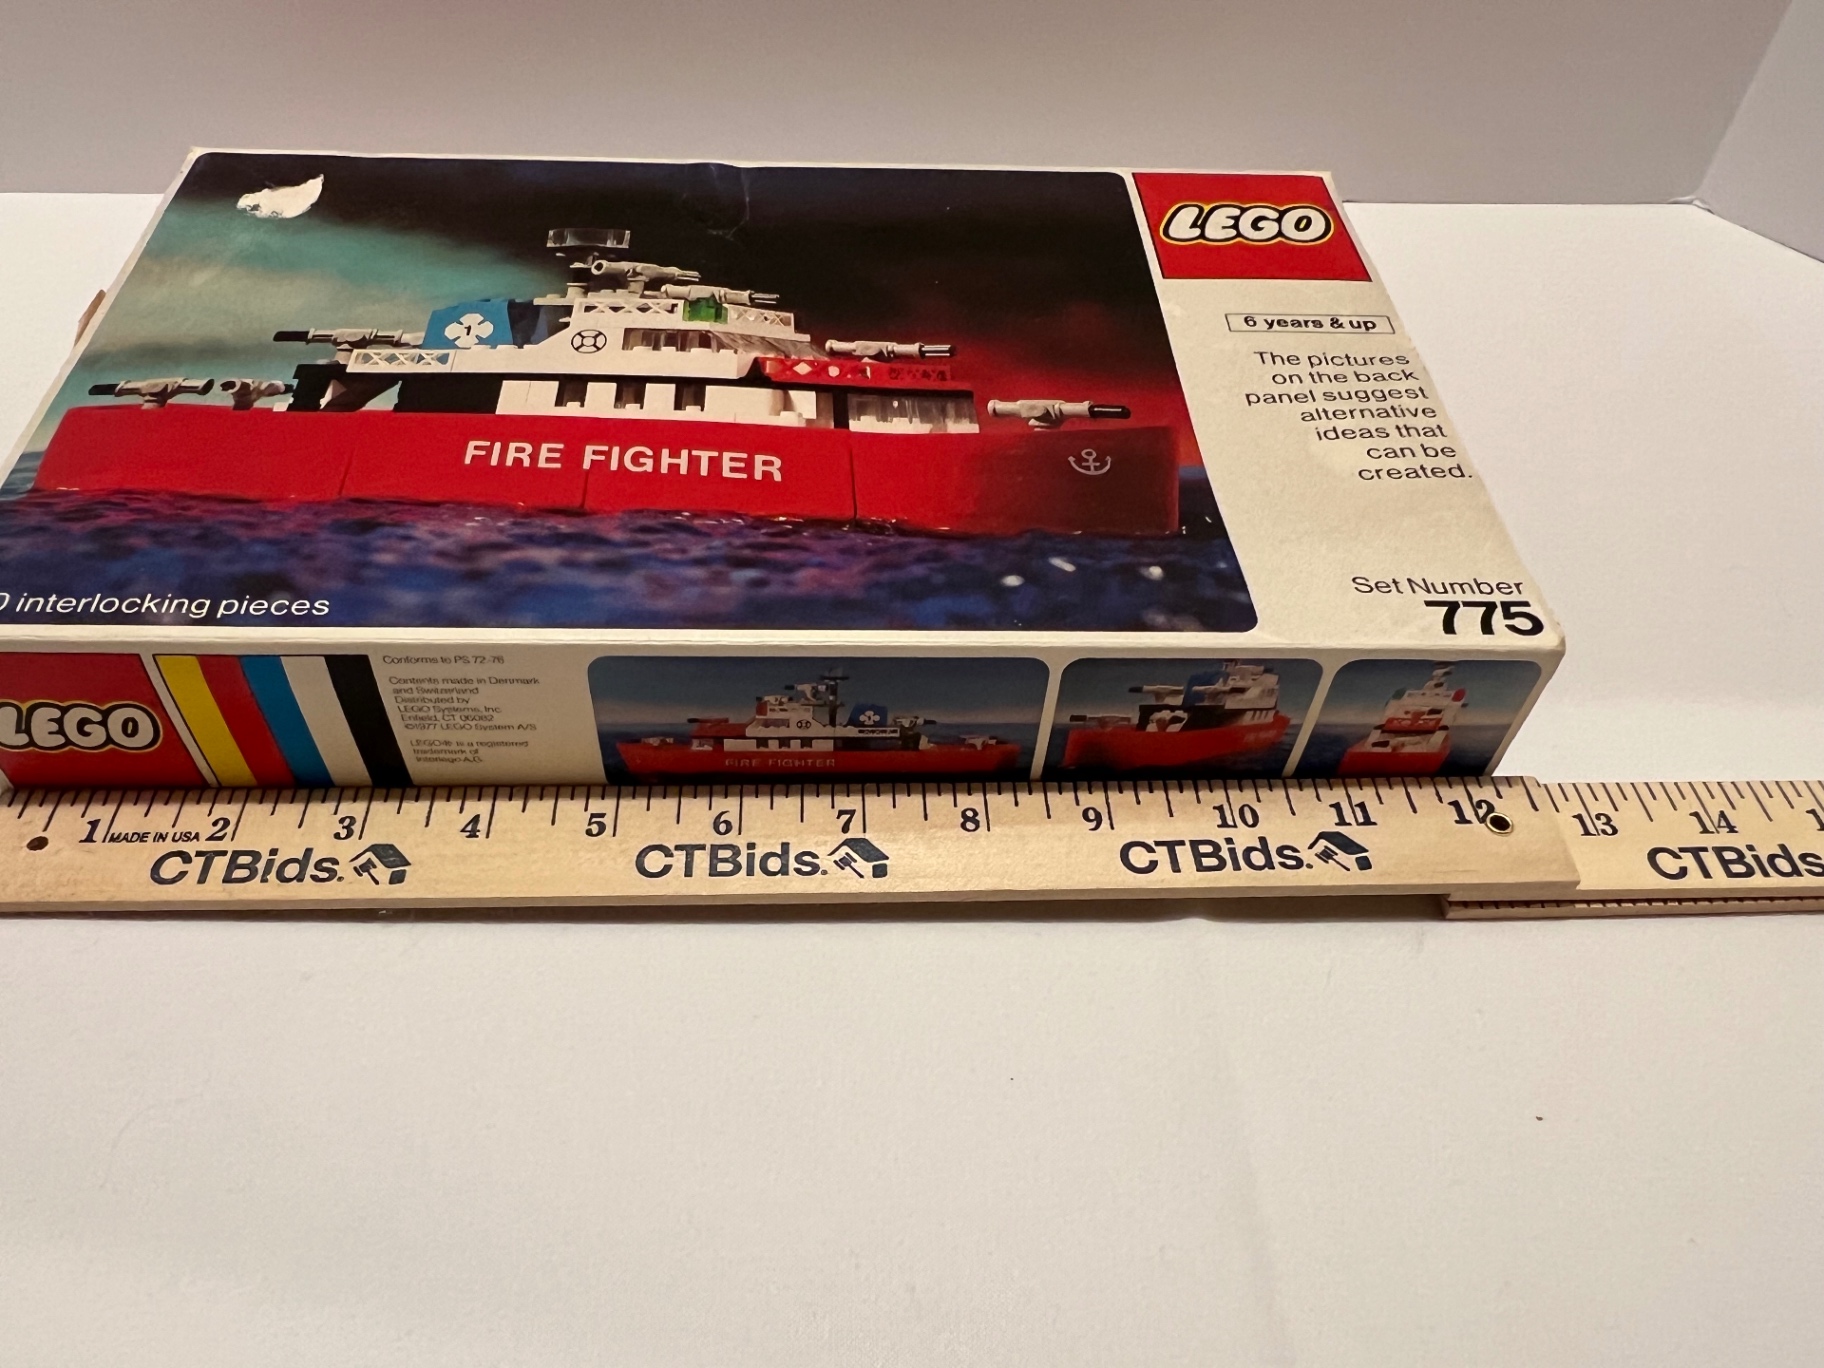 LEGO
6 years & up
The pictures
on the back
panel suggest
alternative
ideas that
can be
created.
FIRE FIGHTER
1
interlocking pieces
Set Number
775
LEGO
Conforms to PS 72-76
Contents made in Denmark
and Switzerland
Distributed by
LEGO Systems, Inc.
Enfield, CT 06082
©1977 LEGO System A/S
LEGO® is a registered
trademark of
Interlego A.G.
FIRE FIGHTER
1 MADE IN USA 2 3 4 5 6 7 8 9 10 11 12 13 14
CTBids. CTBids. CTBids. CTBids